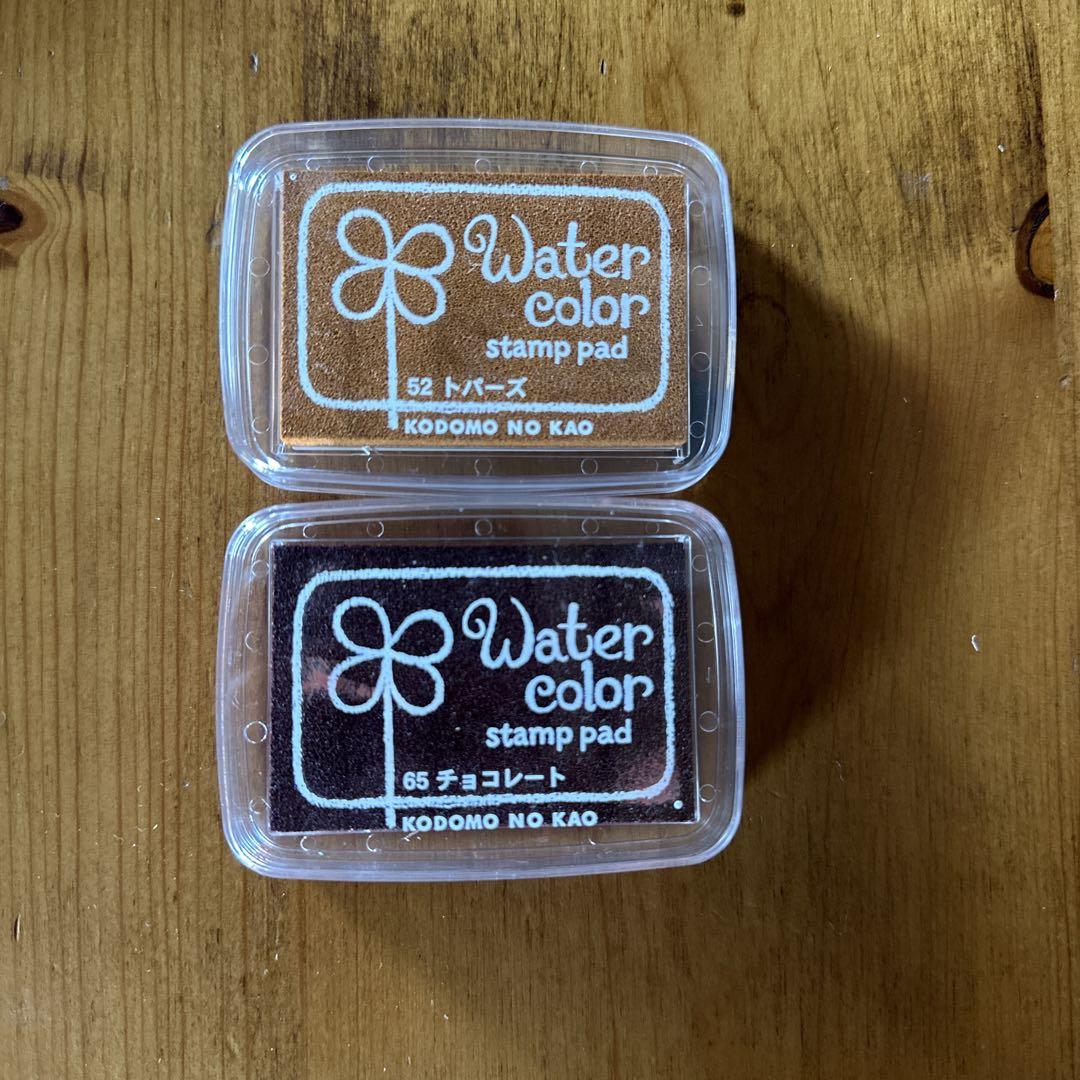 Water
color
stamp pad
52 トパーズ
KODOMO NO KAO
Water
color
stamp pad
65 チョコレート
KODOMO NO KAO